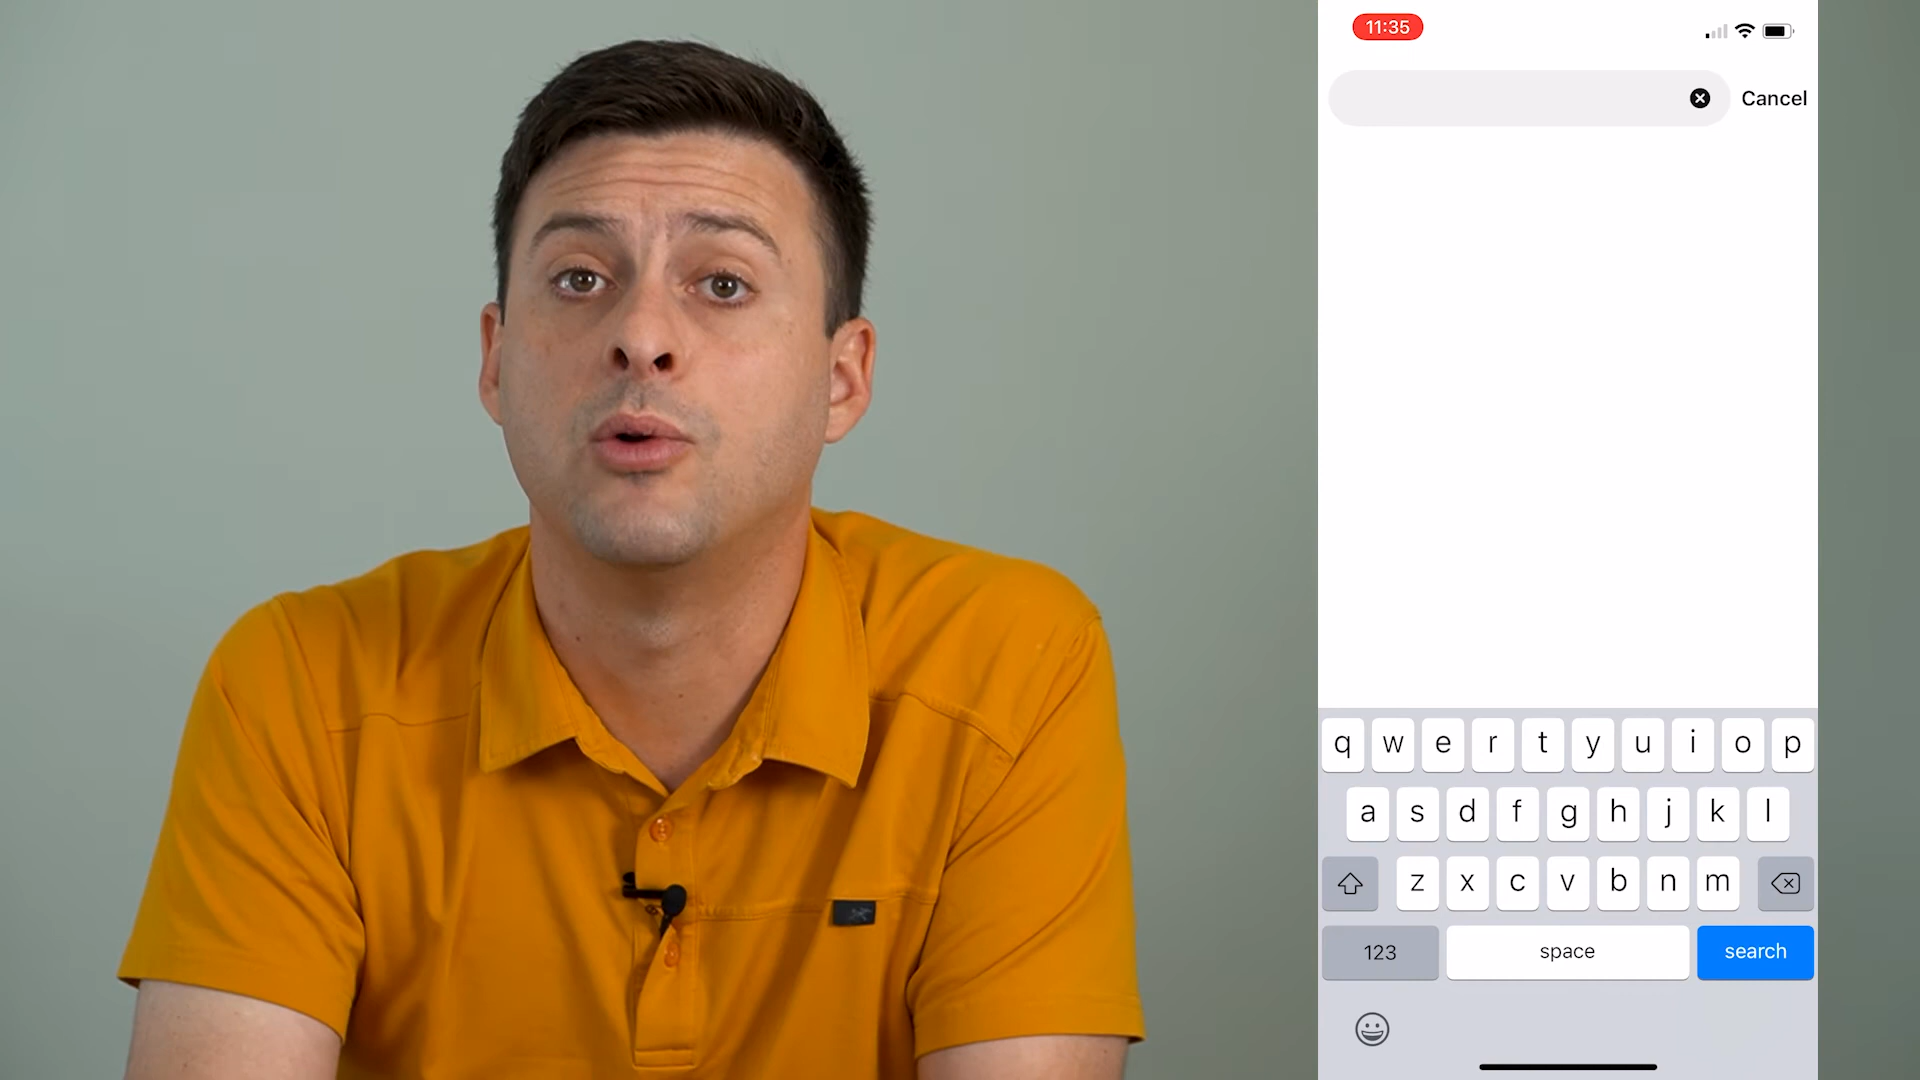 11:35
Cancel
q w e r t y u i o p
a s d f g h j k l
z x c v b n m
123 space search